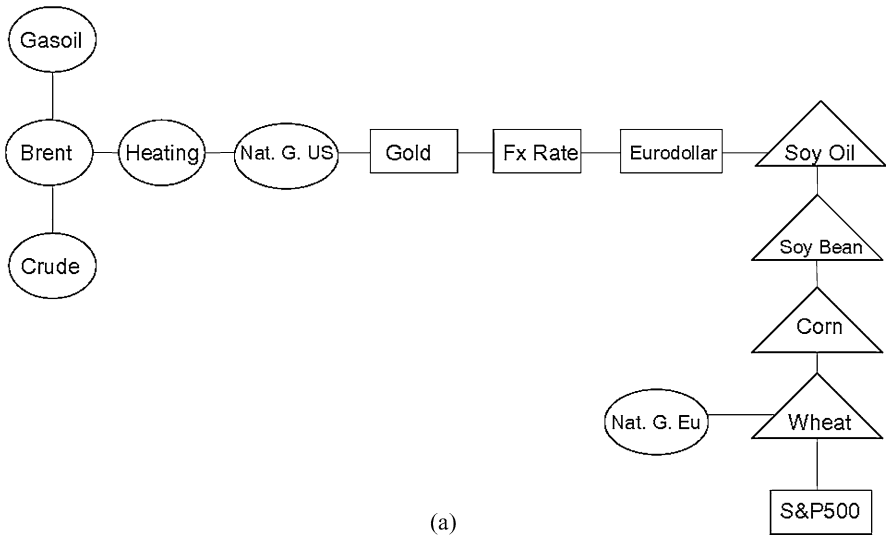 Gasoil
Brent
Heating
Nat. G. US
Gold
Fx Rate
Eurodollar
Soy Oil
Crude
Soy Bean
Corn
Nat. G. Eu
Wheat
S&P500
(a)